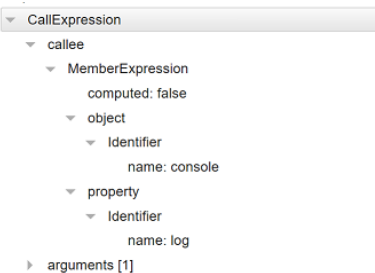 CallExpression
callee
MemberExpression
computed: false
object
Identifier
name: console
property
Identifier
name: log
arguments [1]